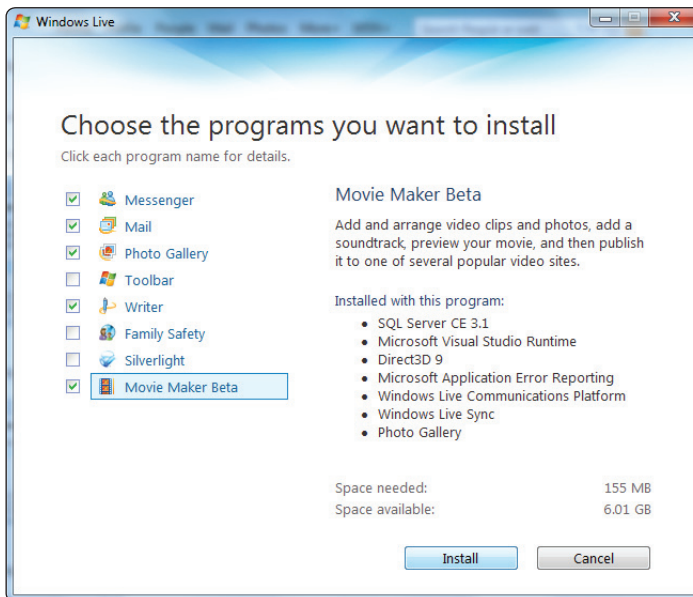 Windows Live
Choose the programs you want to install
Click each program name for details.
Messenger
Mail
Photo Gallery
Toolbar
Writer
Family Safety
Silverlight
Movie Maker Beta
Movie Maker Beta
Add and arrange video clips and photos, add a
soundtrack, preview your movie, and then publish
it to one of several popular video sites.
Installed with this program:
• SQL Server CE 3.1
• Microsoft Visual Studio Runtime
• Direct3D 9
• Microsoft Application Error Reporting
• Windows Live Communications Platform
• Windows Live Sync
• Photo Gallery
Space needed: 155 MB
Space available: 6.01 GB
Install Cancel